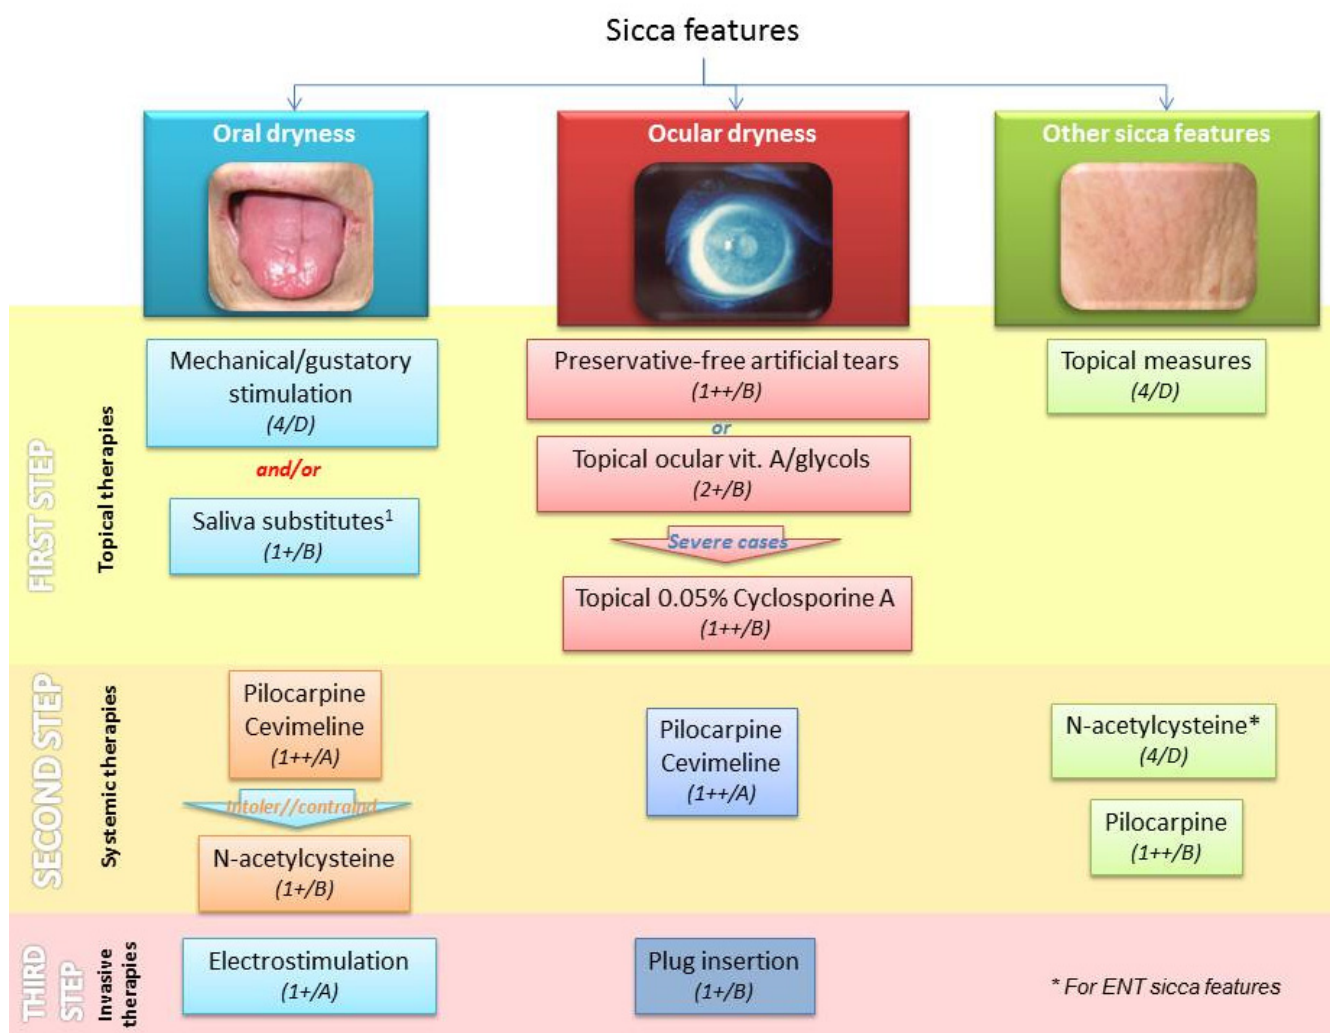 Sicca features
Oral dryness
Ocular dryness
Other sicca features
FIRST STEP
Topical therapies
Mechanical/gustatory
stimulation
(4/D)
and/or
Saliva substitutes¹
(1+/B)
Preservative-free artificial tears
(1++/B)
or
Topical ocular vit. A/glycols
(2+/B)
Severe cases
Topical 0.05% Cyclosporine A
(1++/B)
Topical measures
(4/D)
SECOND STEP
Systemic therapies
Pilocarpine
Cevimeline
(1++/A)
Intoler//contraind
N-acetylcysteine
(1+/B)
Pilocarpine
Cevimeline
(1++/A)
N-acetylcysteine*
(4/D)
Pilocarpine
(1++/B)
THIRD
STEP
Invasive
therapies
Electrostimulation
(1+/A)
Plug insertion
(1+/B)
* For ENT sicca features